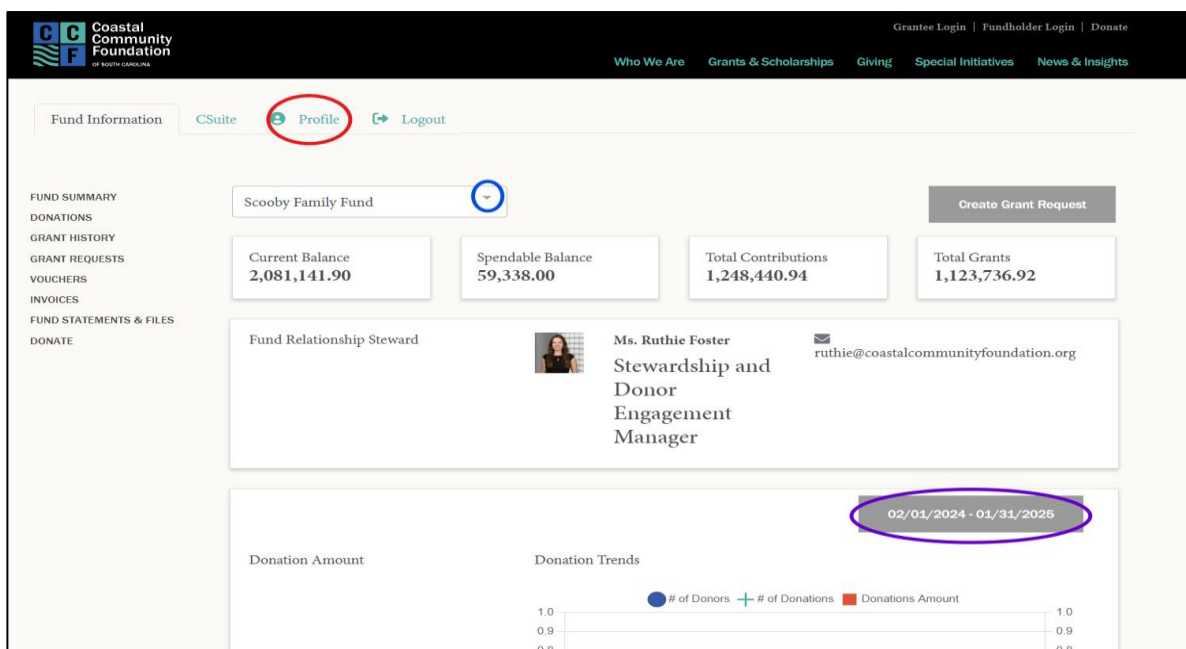 C C F
Coastal
Community
Foundation
OF SOUTH CAROLINA
Grantee Login | Fundholder Login | Donate
Who We Are Grants & Scholarships Giving Special Initiatives News & Insights
Fund Information CSuite Profile Logout
FUND SUMMARY
DONATIONS
GRANT HISTORY
GRANT REQUESTS
VOUCHERS
INVOICES
FUND STATEMENTS & FILES
DONATE
Scooby Family Fund
Create Grant Request
Current Balance
2,081,141.90
Spendable Balance
59,338.00
Total Contributions
1,248,440.94
Total Grants
1,123,736.92
Fund Relationship Steward
Ms. Ruthie Foster
Stewardship and
Donor
Engagement
Manager
ruthie@coastalcommunityfoundation.org
02/01/2024 - 01/31/2025
Donation Amount
Donation Trends
# of Donors # of Donations Donations Amount
1.0 1.0
0.9 0.9
0.8 0.8